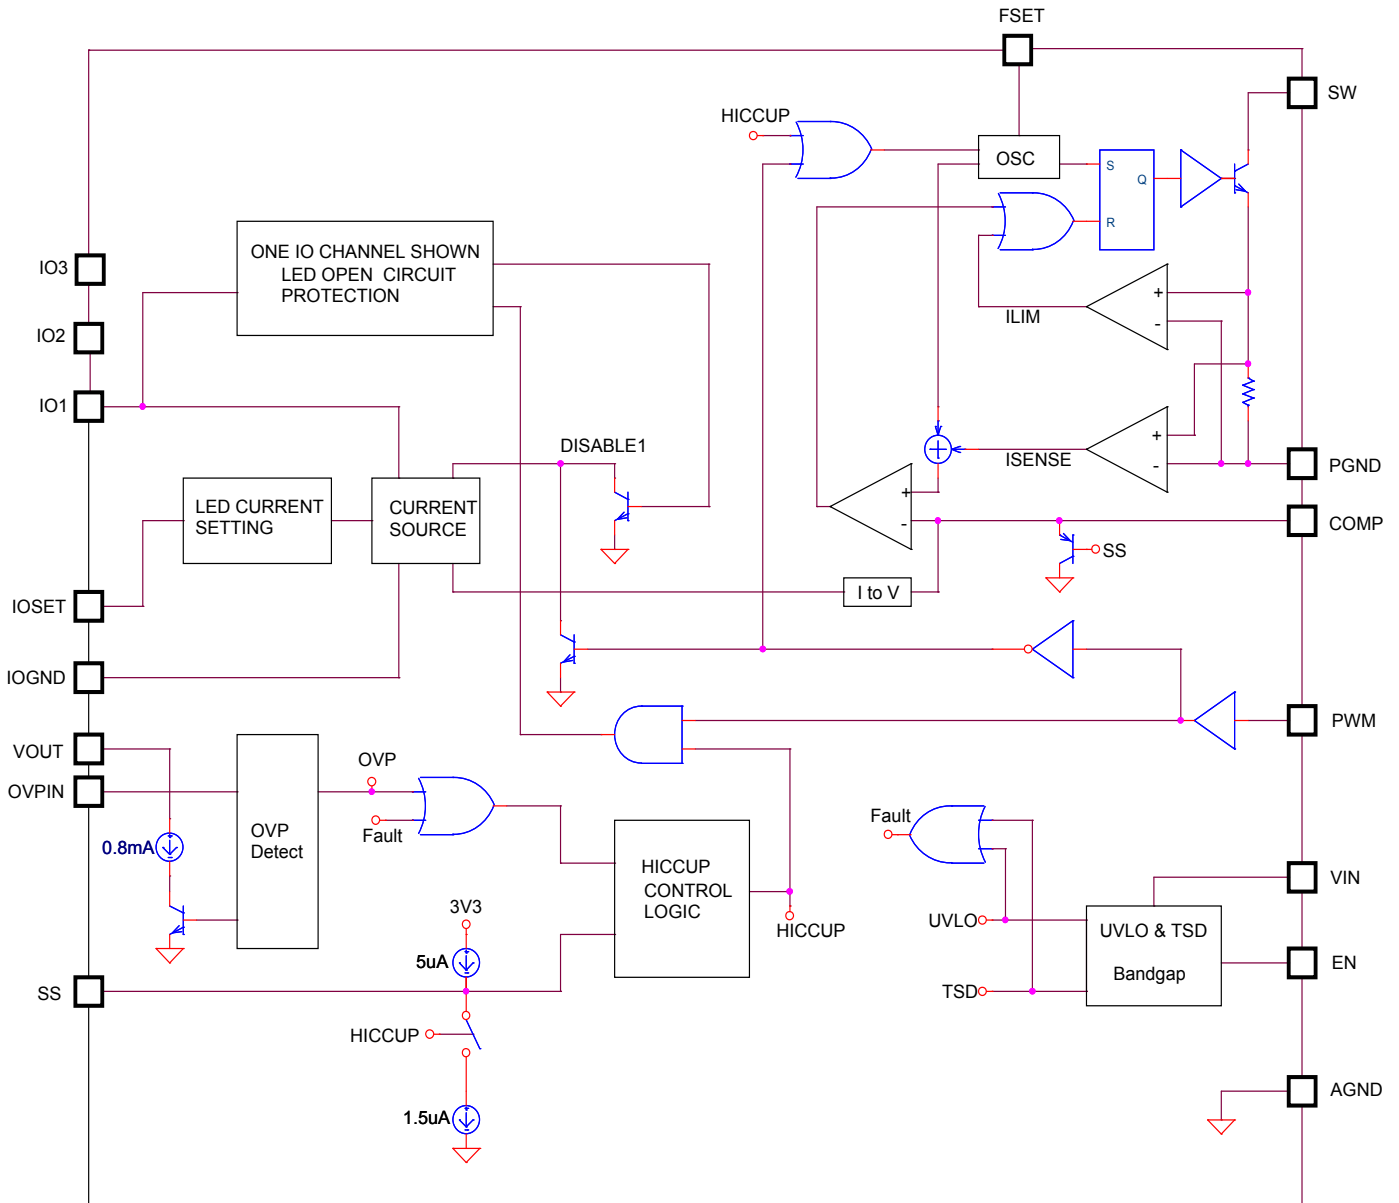 FSET
SW
HICCUP
OSC
S
Q
R
ONE IO CHANNEL SHOWN
LED OPEN CIRCUIT
PROTECTION
IO3
IO2
IO1
+
ILIM
-
DISABLE1
+
ISENSE
-
PGND
LED CURRENT
SETTING
CURRENT
SOURCE
+
-
COMP
SS
I to V
IOSET
IOGND
PWM
VOUT
OVPIN
OVP
Fault
0.8mA
OVP
Detect
Fault
HICCUP
CONTROL
LOGIC
VIN
3V3
UVLO
UVLO & TSD
Bandgap
HICCUP
5uA
EN
SS
TSD
HICCUP
1.5uA
AGND